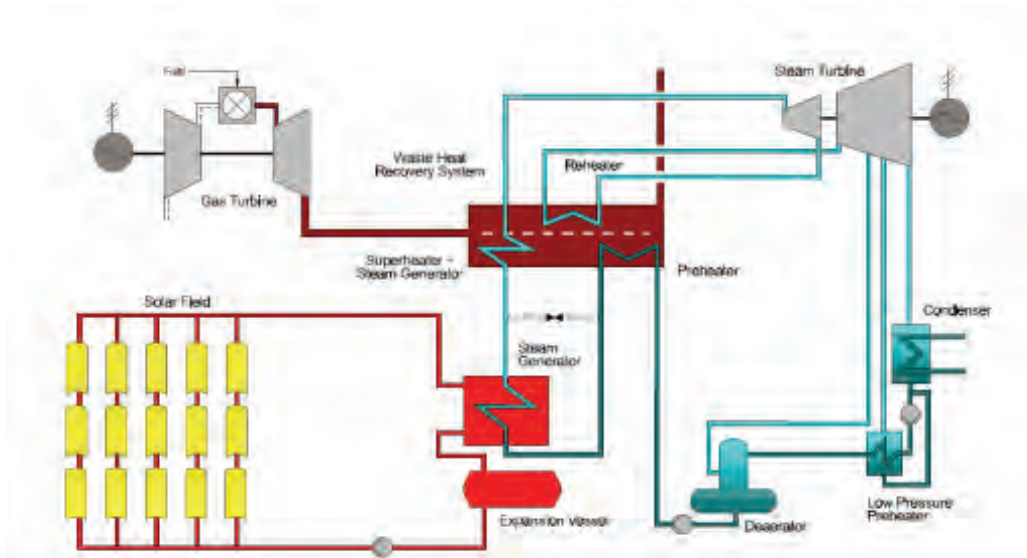 Fuel
Steam Turbine
Waste Heat
Recovery System
Reheater
Gas Turbine
Superheater +
Steam Generator
Preheater
Solar Field
Condenser
Steam
Generator
Expansion Vessel
Deaerator
Low Pressure
Preheater